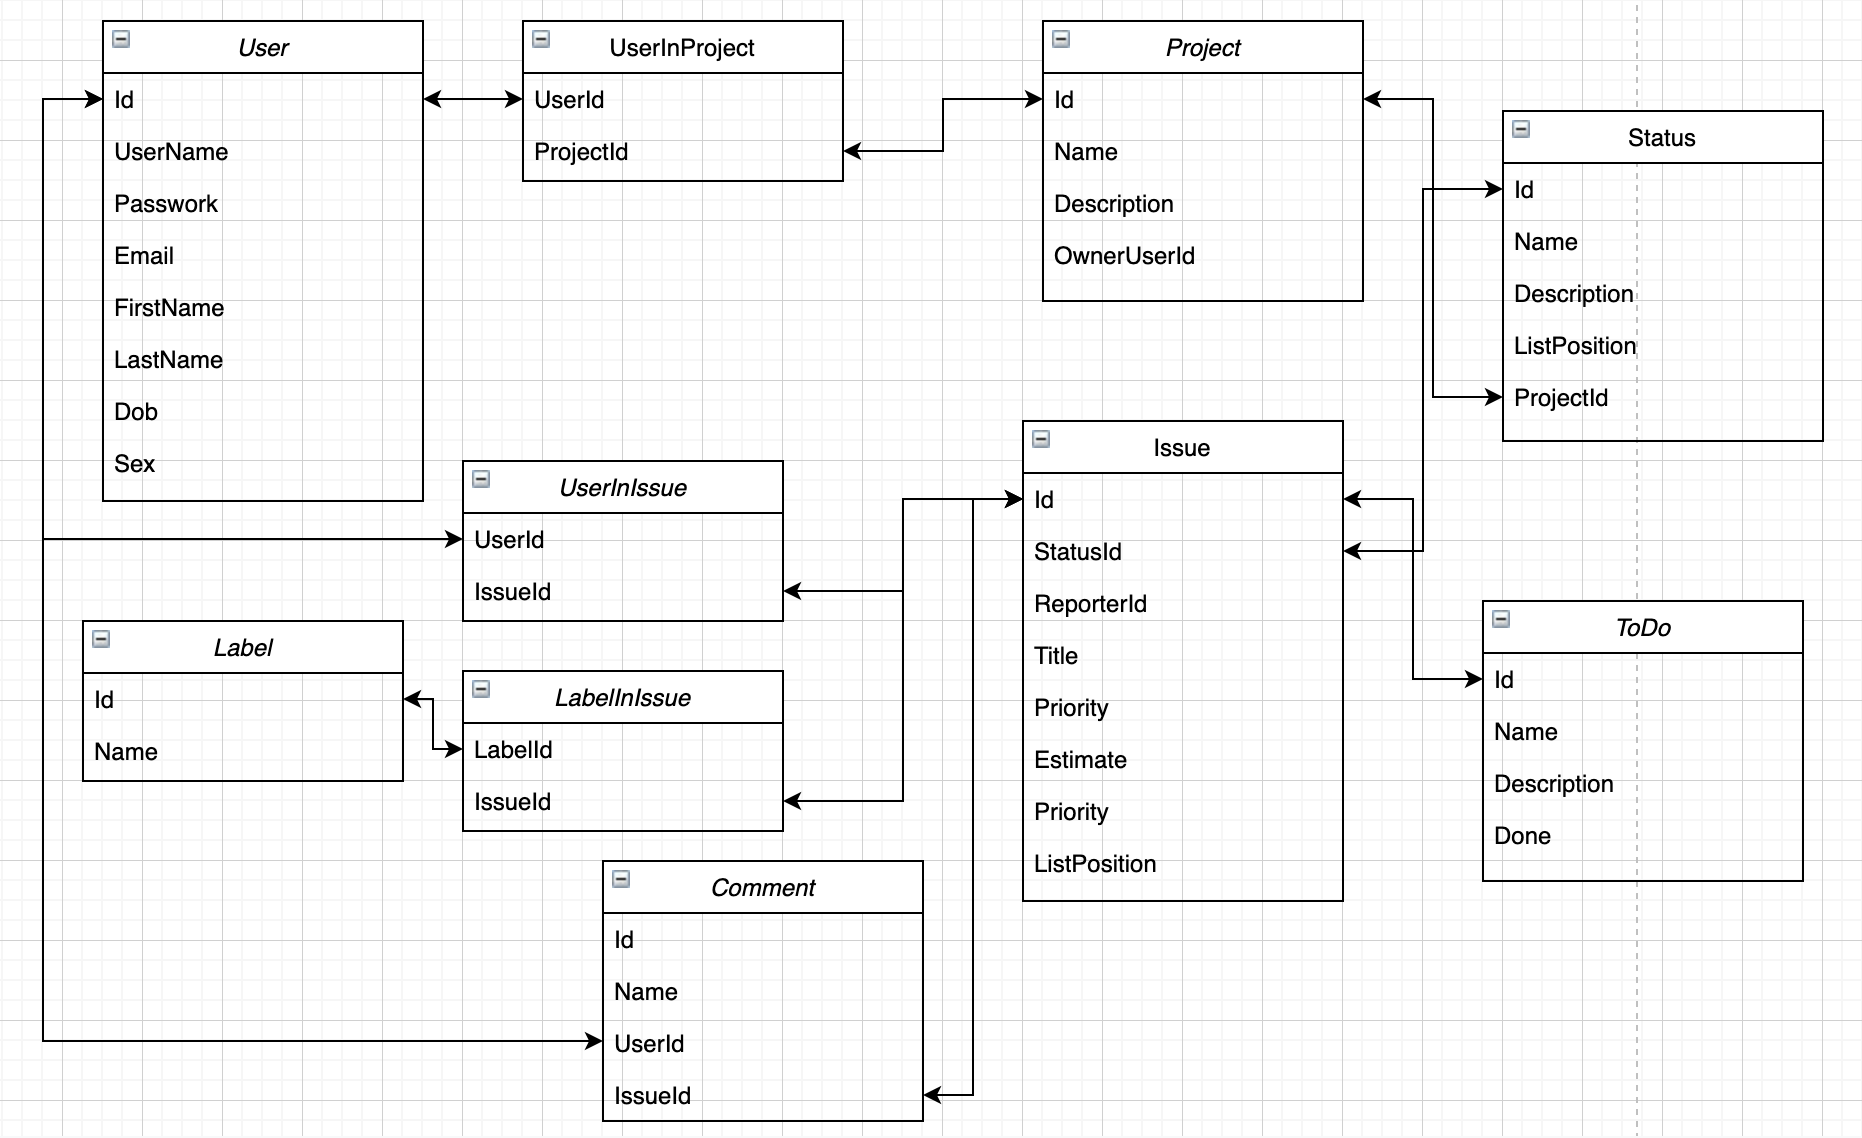 User
Id
UserName
Passwork
Email
FirstName
LastName
Dob
Sex
UserInProject
UserId
ProjectId
Project
Id
Name
Description
OwnerUserId
Status
Id
Name
Description
ListPosition
ProjectId
UserInIssue
UserId
IssueId
Label
Id
Name
LabelInIssue
LabelId
IssueId
Issue
Id
StatusId
ReporterId
Title
Priority
Estimate
Priority
ListPosition
ToDo
Id
Name
Description
Done
Comment
Id
Name
UserId
IssueId